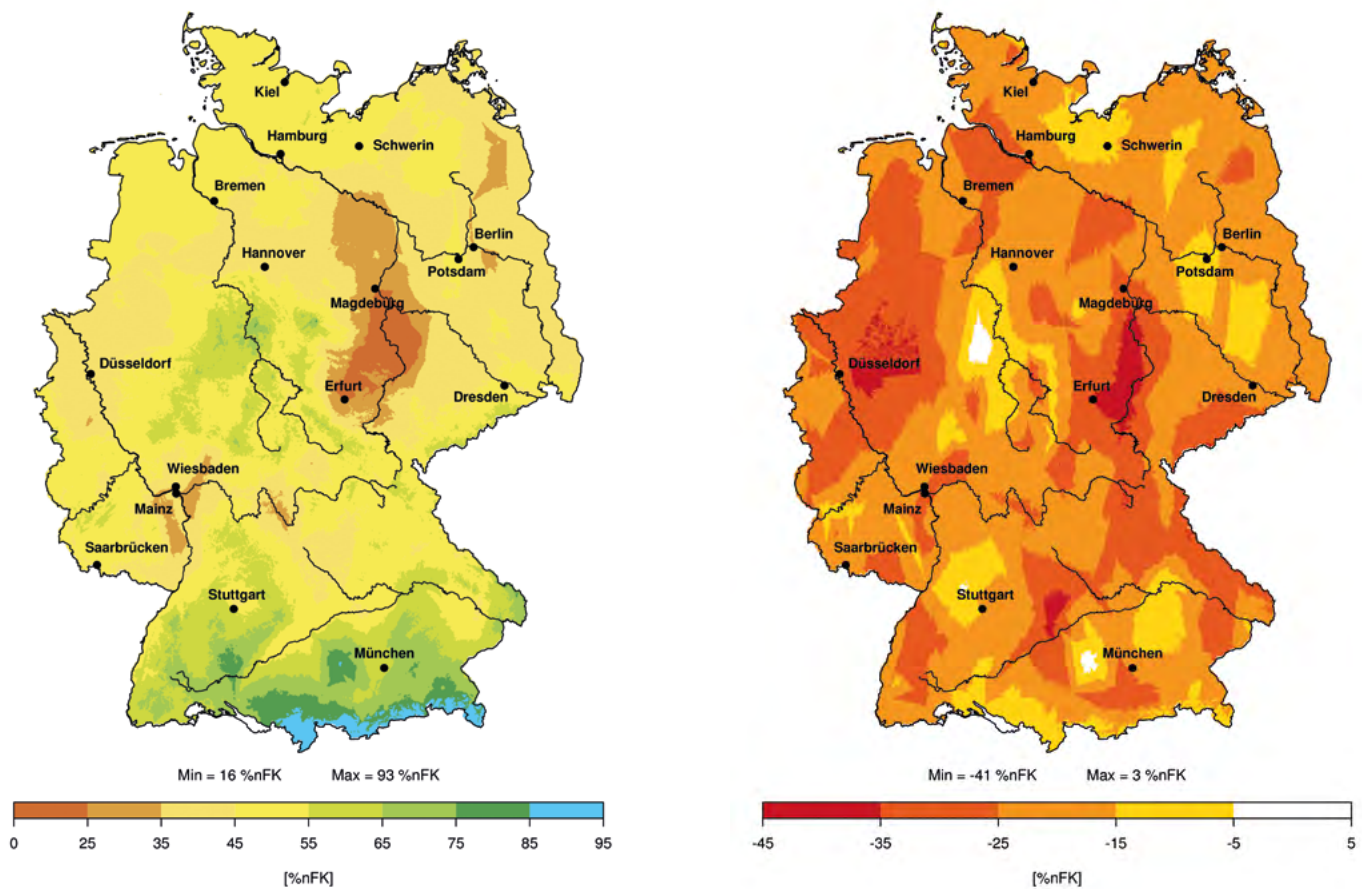 Kiel
Hamburg
Schwerin
Bremen
Berlin
Hannover
Potsdam
Magdeburg
Düsseldorf
Erfurt
Dresden
Wiesbaden
Mainz
Saarbrücken
Stuttgart
München
Min = 16 %nFK Max = 93 %nFK
0 25 35 45 55 65 75 85 95
[%nFK]
Kiel
Hamburg
Schwerin
Bremen
Berlin
Hannover
Potsdam
Magdeburg
Düsseldorf
Erfurt
Dresden
Wiesbaden
Mainz
Saarbrücken
Stuttgart
München
Min = -41 %nFK Max = 3 %nFK
-45 -35 -25 -15 -5 5
[%nFK]